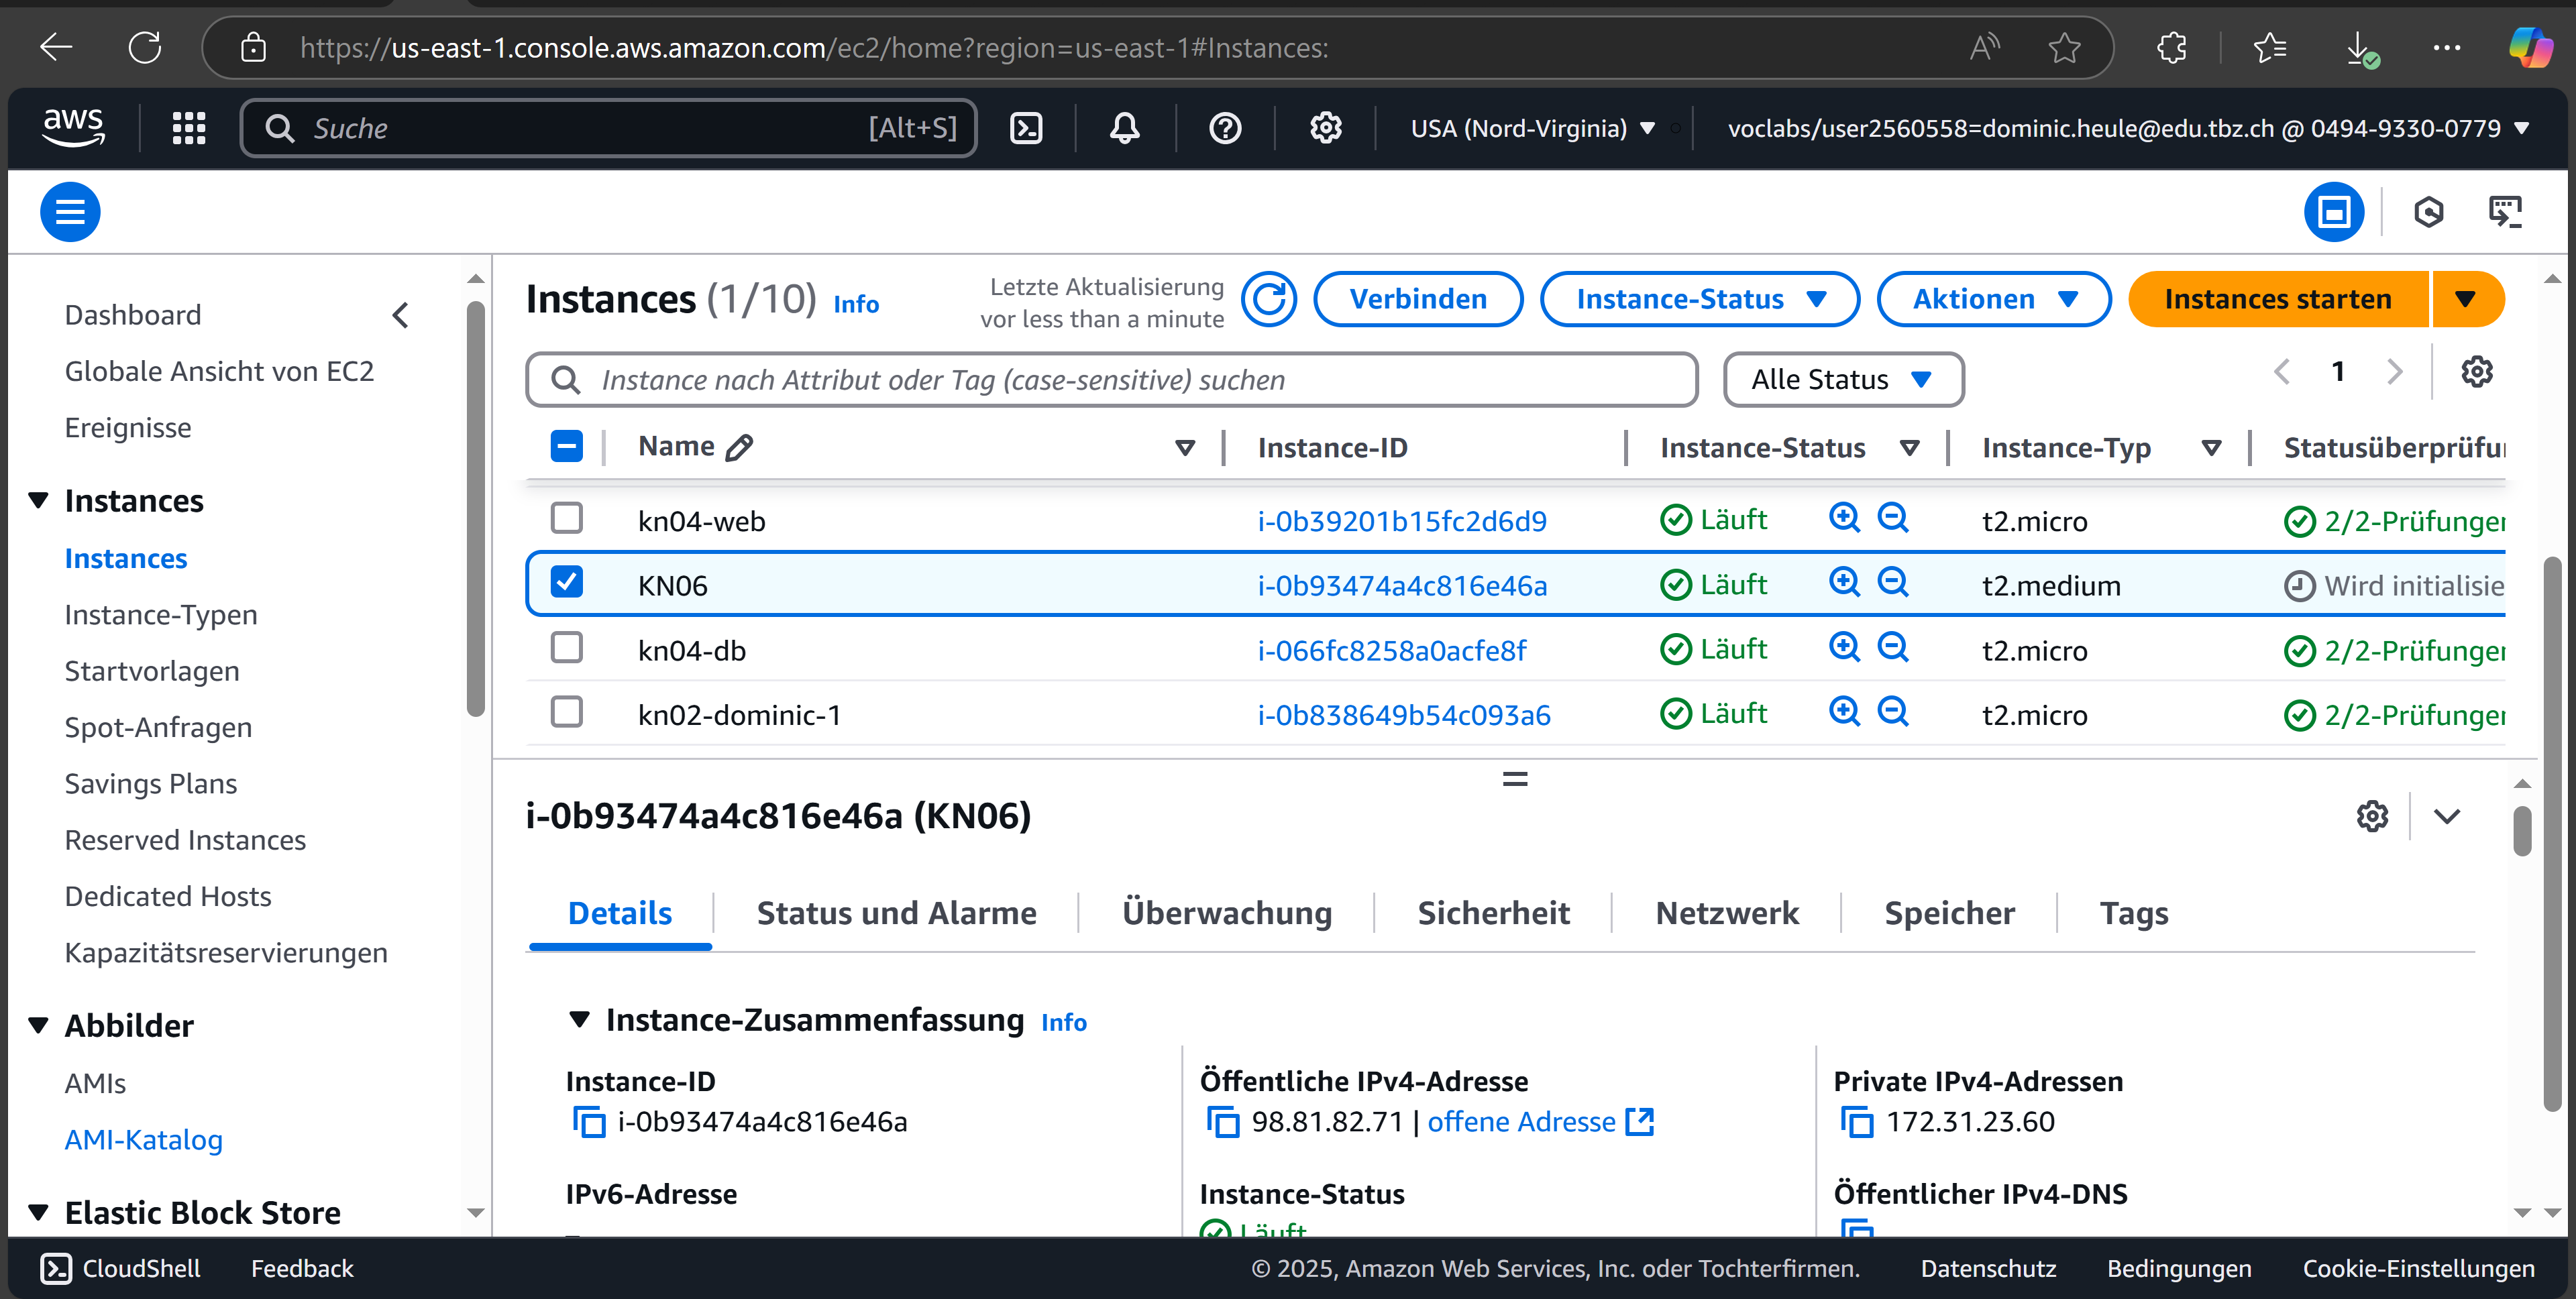 https://us-east-1.console.aws.amazon.com/ec2/home?region=us-east-1#Instances:
aws
Suche
[Alt+S]
USA (Nord-Virginia)
voclabs/user2560558=dominic.heule@edu.tbz.ch @ 0494-9330-0779
Dashboard
Globale Ansicht von EC2
Ereignisse
Instances
Instances
Instance-Typen
Startvorlagen
Spot-Anfragen
Savings Plans
Reserved Instances
Dedicated Hosts
Kapazitätsreservierungen
Abbilder
AMIs
AMI-Katalog
Elastic Block Store
Instances (1/10) Info
Letzte Aktualisierung
vor less than a minute
Verbinden
Instance-Status
Aktionen
Instances starten
Instance nach Attribut oder Tag (case-sensitive) suchen
Alle Status
1
Name Instance-ID Instance-Status Instance-Typ Statusüberprüfu
kn04-web i-0b39201b15fc2d6d9 Läuft t2.micro 2/2-Prüfunge
KN06 i-0b93474a4c816e46a Läuft t2.medium Wird initialisie
kn04-db i-066fc8258a0acfe8f Läuft t2.micro 2/2-Prüfunge
kn02-dominic-1 i-0b838649b54c093a6 Läuft t2.micro 2/2-Prüfunge
i-0b93474a4c816e46a (KN06)
Details Status und Alarme Überwachung Sicherheit Netzwerk Speicher Tags
Instance-Zusammenfassung Info
Instance-ID
i-0b93474a4c816e46a
Öffentliche IPv4-Adresse
98.81.82.71 | offene Adresse
Private IPv4-Adressen
172.31.23.60
IPv6-Adresse
–
Instance-Status
Läuft
Öffentlicher IPv4-DNS
CloudShell Feedback
© 2025, Amazon Web Services, Inc. oder Tochterfirmen. Datenschutz Bedingungen Cookie-Einstellungen